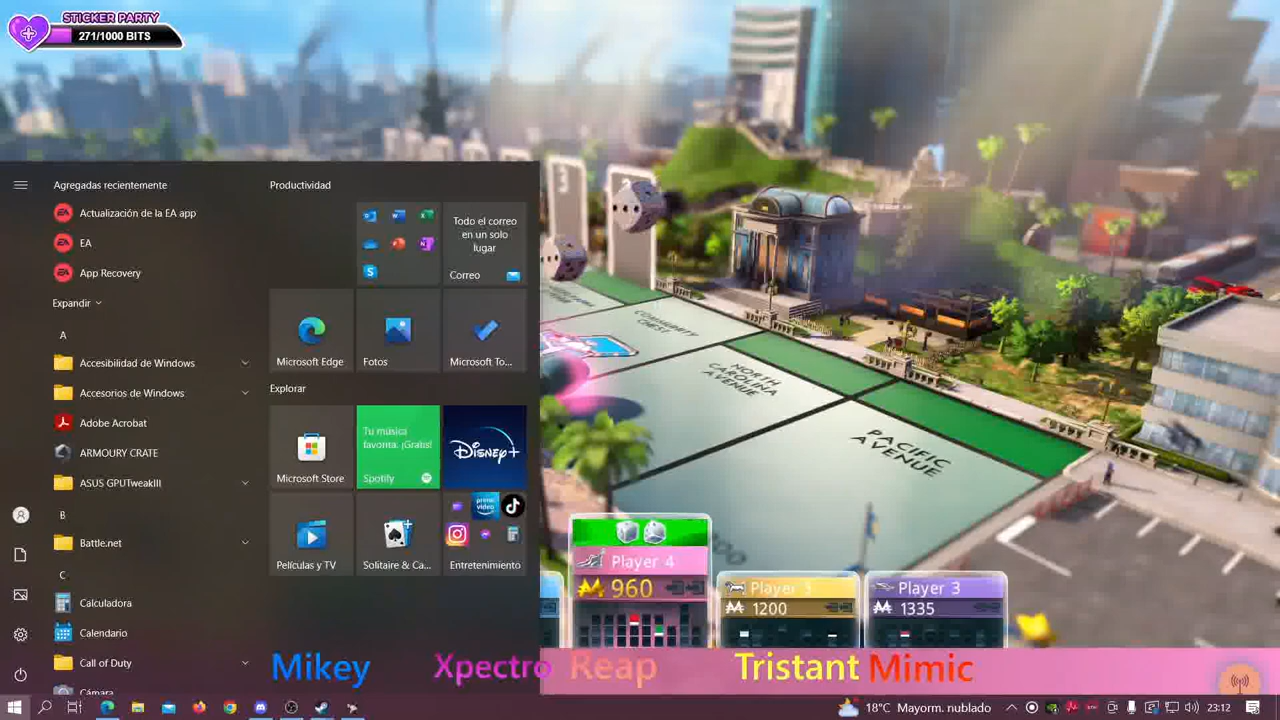 STICKER PARTY
271/1000 BITS
Agregadas recientemente
Actualización de la EA app
EA
App Recovery
Expandir
A
Accesibilidad de Windows
Accesorios de Windows
Adobe Acrobat
ARMOURY CRATE
ASUS GPUTweakIII
B
Battle.net
C
Calculadora
Calendario
Call of Duty
Cámara
Productividad
Todo el correo
en un solo
lugar
Correo
Microsoft Edge
Fotos
Microsoft To...
Explorar
Microsoft Store
Tu música
favorita. ¡Gratis!
Spotify
Disney+
Películas y TV
Solitaire & Ca...
prime video
Entretenimiento
COMMUNITY
CHEST
NORTH
CAROLINA
AVENUE
PACIFIC
AVENUE
Player 4
960
Player
1200
Player 3
1335
Mikey
Xpectro
Reap
Tristant
Mimic
18°C Mayorm. nublado
23:12